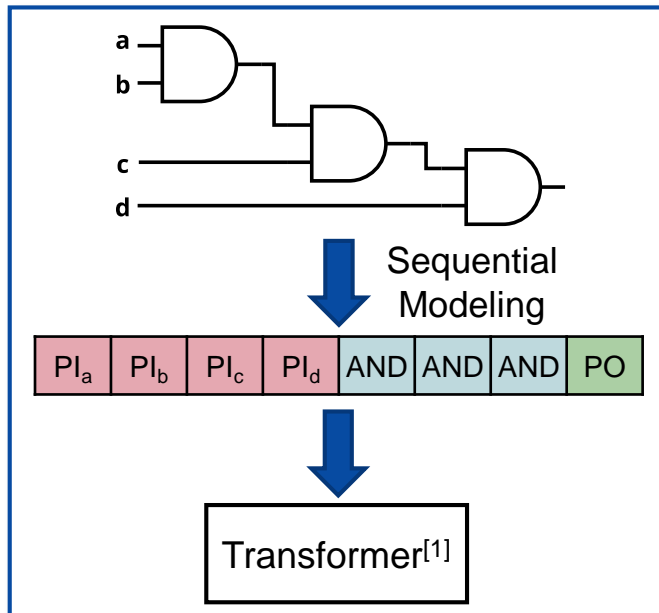 a
b
c
d
Sequential
Modeling
PIa PIb PIc PId AND AND AND PO
Transformer[1]